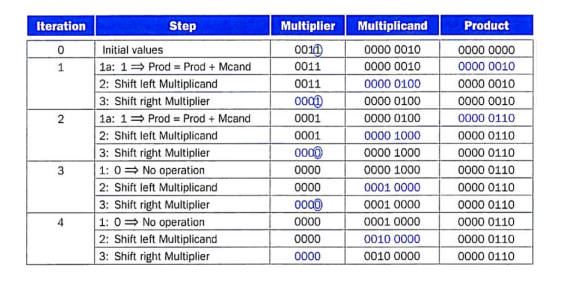 Iteration Step Multiplier Multiplicand Product
0 Initial values 0011 0000 0010 0000 0000
1 1a: 1 ⇒ Prod = Prod + Mcand 0011 0000 0010 0000 0010
2: Shift left Multiplicand 0011 0000 0100 0000 0010
3: Shift right Multiplier 0001 0000 0100 0000 0010
2 1a: 1 ⇒ Prod = Prod + Mcand 0001 0000 0100 0000 0110
2: Shift left Multiplicand 0001 0000 1000 0000 0110
3: Shift right Multiplier 0000 0000 1000 0000 0110
3 1: 0 ⇒ No operation 0000 0000 1000 0000 0110
2: Shift left Multiplicand 0000 0001 0000 0000 0110
3: Shift right Multiplier 0000 0001 0000 0000 0110
4 1: 0 ⇒ No operation 0000 0001 0000 0000 0110
2: Shift left Multiplicand 0000 0010 0000 0000 0110
3: Shift right Multiplier 0000 0010 0000 0000 0110